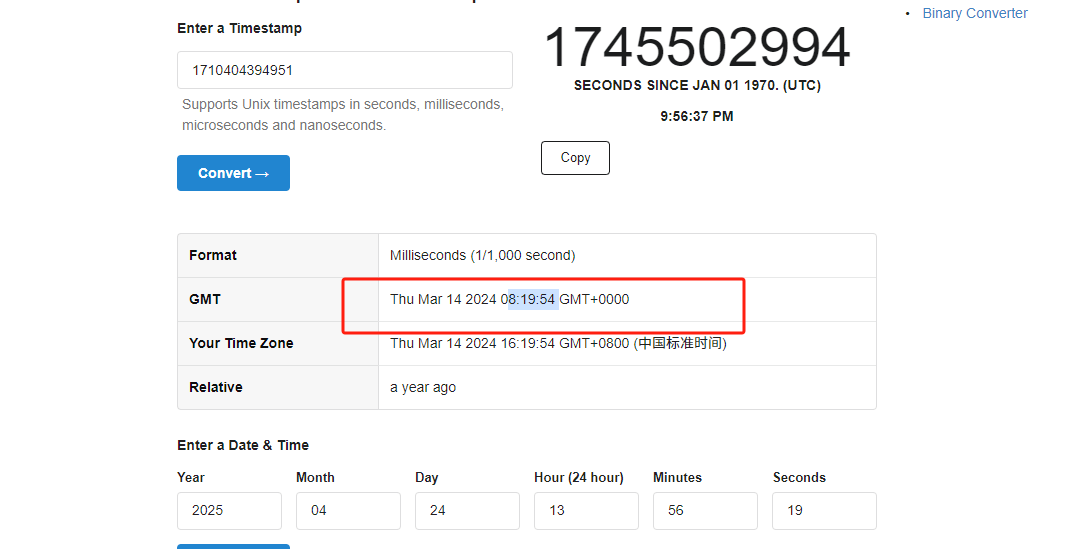 Binary Converter
Enter a Timestamp
1710404394951
Supports Unix timestamps in seconds, milliseconds,
microseconds and nanoseconds.
Convert →
1745502994
SECONDS SINCE JAN 01 1970. (UTC)
9:56:37 PM
Copy
Format Milliseconds (1/1,000 second)
GMT Thu Mar 14 2024 08:19:54 GMT+0000
Your Time Zone Thu Mar 14 2024 16:19:54 GMT+0800 (中国标准时间)
Relative a year ago
Enter a Date & Time
Year Month Day Hour (24 hour) Minutes Seconds
2025 04 24 13 56 19